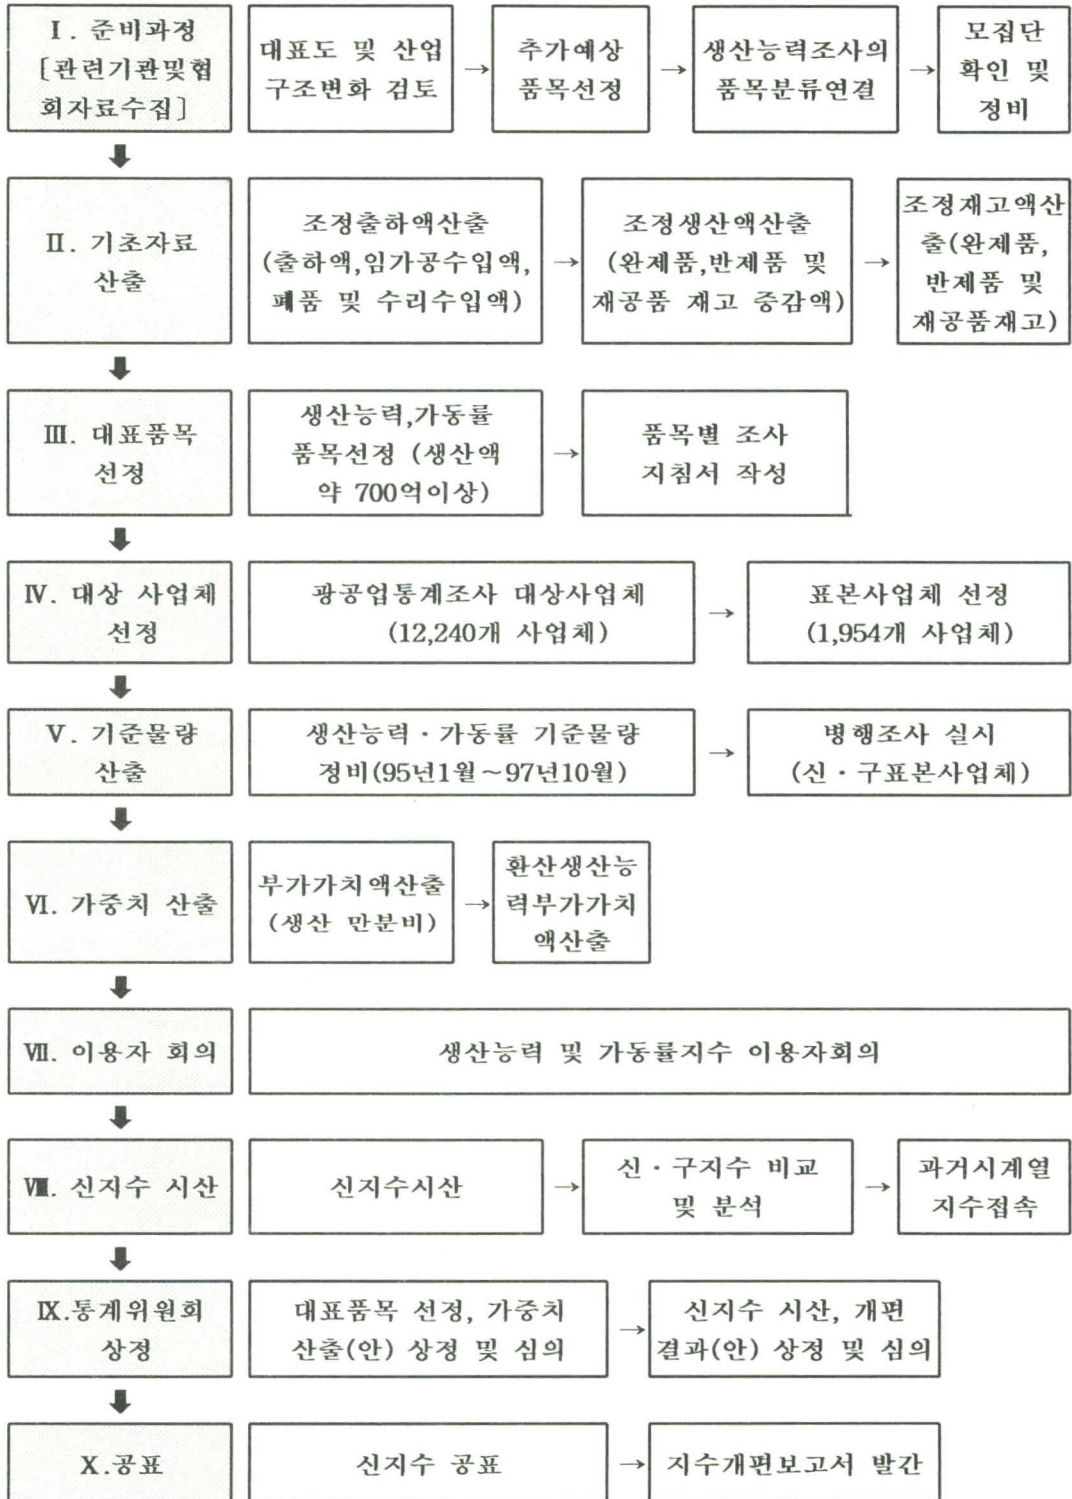 Ⅰ. 준비과정
[관련기관및협
회자료수집]
대표도 및 산업
구조변화 검토
→
추가예상
품목선정
→
생산능력조사의
품목분류연결
→
모집단
확인 및
정비
Ⅱ. 기초자료
산출
조정출하액산출
(출하액,임가공수입액,
폐품 및 수리수입액)
→
조정생산액산출
(완제품,반제품 및
재공품 재고 증감액)
→
조정재고액산
출(완제품,
반제품 및
재공품재고)
Ⅲ. 대표품목
선정
생산능력,가동률
품목선정 (생산액
약 700억이상)
→
품목별 조사
지침서 작성
Ⅳ. 대상 사업체
선정
광공업통계조사 대상사업체
(12,240개 사업체)
→
표본사업체 선정
(1,954개 사업체)
Ⅴ. 기준물량
산출
생산능력·가동률 기준물량
정비(95년1월~97년10월)
→
병행조사 실시
(신·구표본사업체)
Ⅵ. 가중치 산출
부가가치액산출
(생산 만분비)
→
환산생산능
력부가가치
액산출
Ⅶ. 이용자 회의
생산능력 및 가동률지수 이용자회의
Ⅷ. 신지수 시산
신지수시산
→
신·구지수 비교
및 분석
→
과거시계열
지수접속
Ⅸ.통계위원회
상정
대표품목 선정, 가중치
산출(안) 상정 및 심의
→
신지수 시산, 개편
결과(안) 상정 및 심의
Ⅹ.공표
신지수 공표
→
지수개편보고서 발간